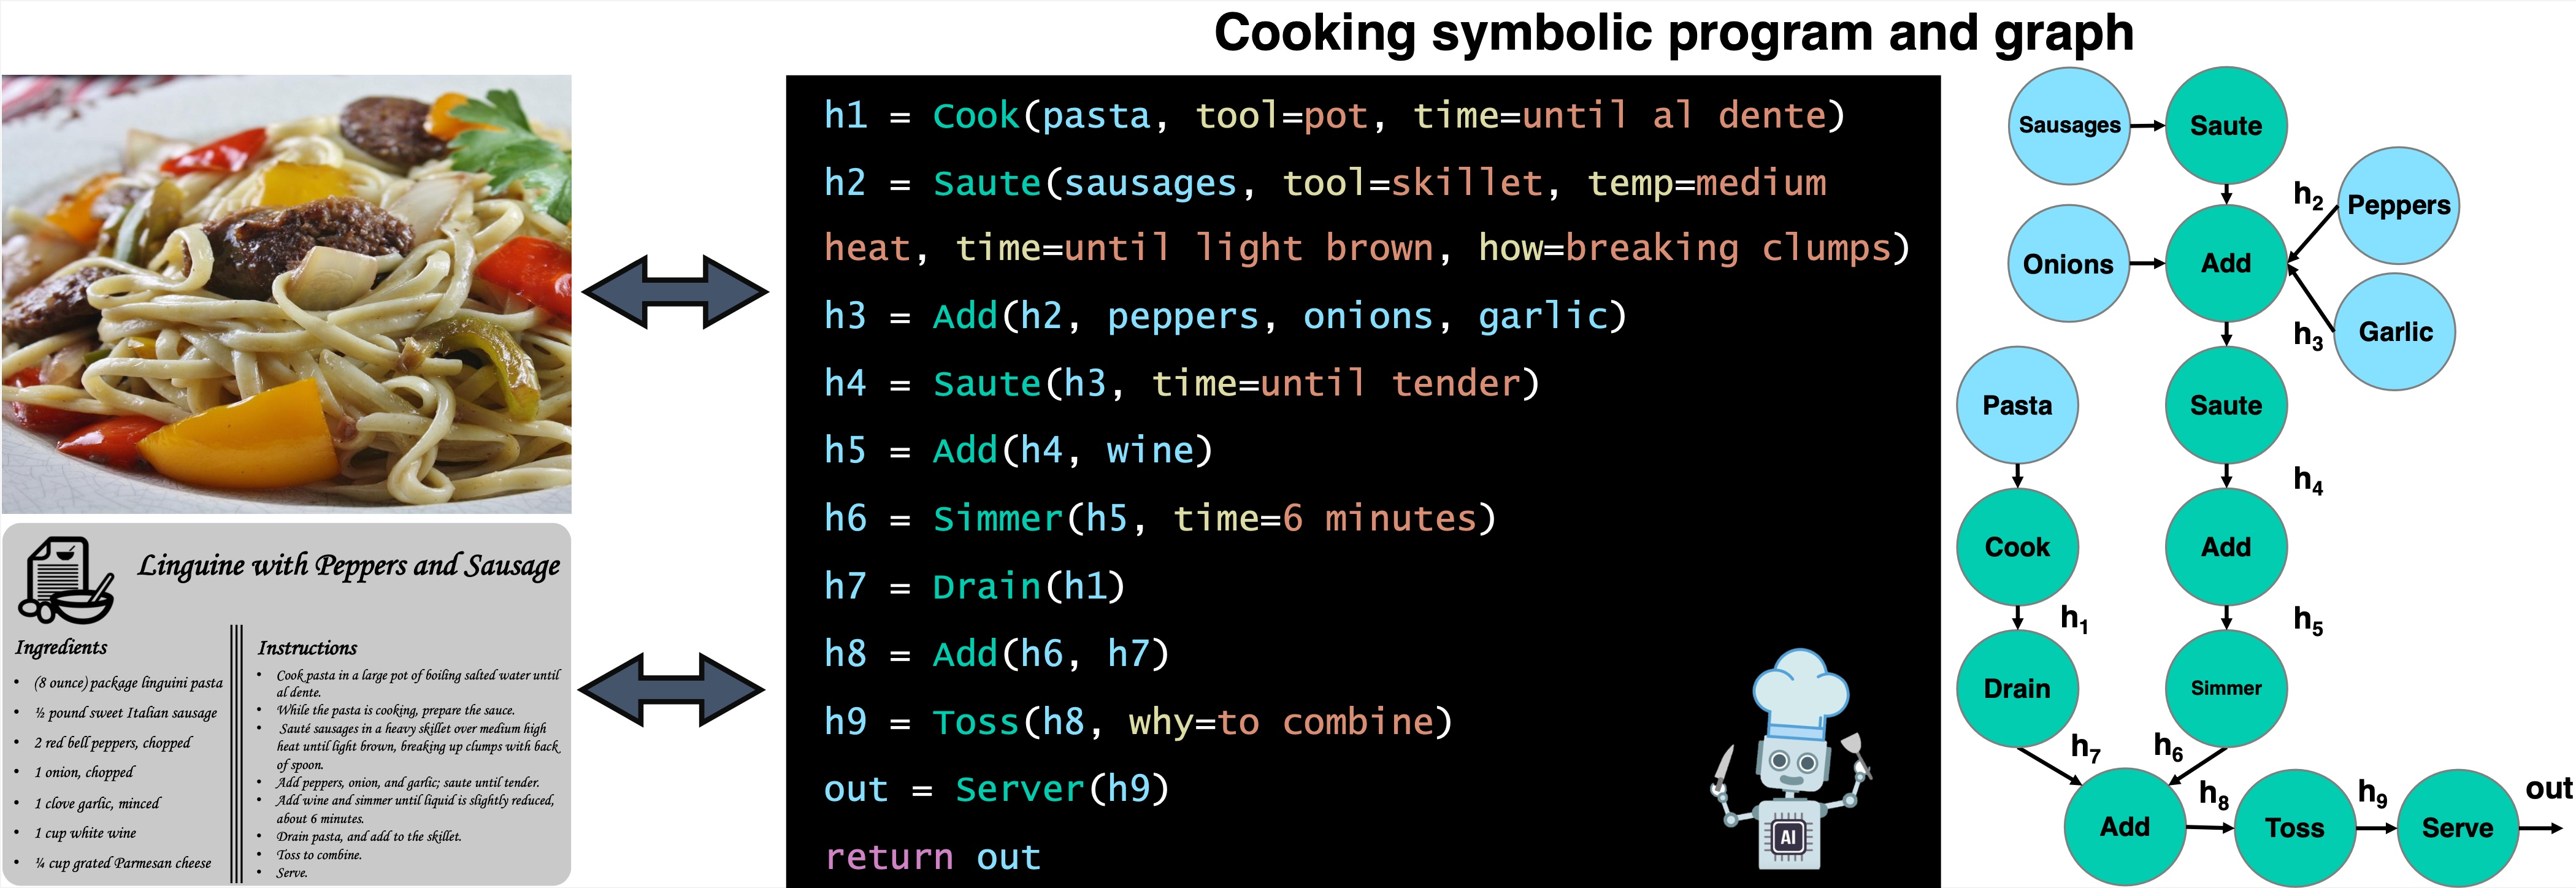 Cooking symbolic program and graph
Linguine with Peppers and Sausage
Ingredients
• (8 ounce) package linguini pasta
• ½ pound sweet Italian sausage
• 2 red bell peppers, chopped
• 1 onion, chopped
• 1 clove garlic, minced
• 1 cup white wine
• ¼ cup grated Parmesan cheese
Instructions
• Cook pasta in a large pot of boiling salted water until
al dente.
• While the pasta is cooking, prepare the sauce.
• Sauté sausages in a heavy skillet over medium high
heat until light brown, breaking up clumps with back
of spoon.
• Add peppers, onion, and garlic; saute until tender.
• Add wine and simmer until liquid is slightly reduced,
about 6 minutes.
• Drain pasta, and add to the skillet.
• Toss to combine.
• Serve.
h1 = Cook(pasta, tool=pot, time=until al dente)
h2 = Saute(sausages, tool=skillet, temp=medium
heat, time=until light brown, how=breaking clumps)
h3 = Add(h2, peppers, onions, garlic)
h4 = Saute(h3, time=until tender)
h5 = Add(h4, wine)
h6 = Simmer(h5, time=6 minutes)
h7 = Drain(h1)
h8 = Add(h6, h7)
h9 = Toss(h8, why=to combine)
out = Server(h9)
return out
AI
Sausages
Saute
h2
Peppers
Onions
Add
h3
Garlic
Pasta
Saute
h4
Cook
Add
h1
h5
Drain
Simmer
h7
h6
Add
h8
Toss
h9
Serve
out